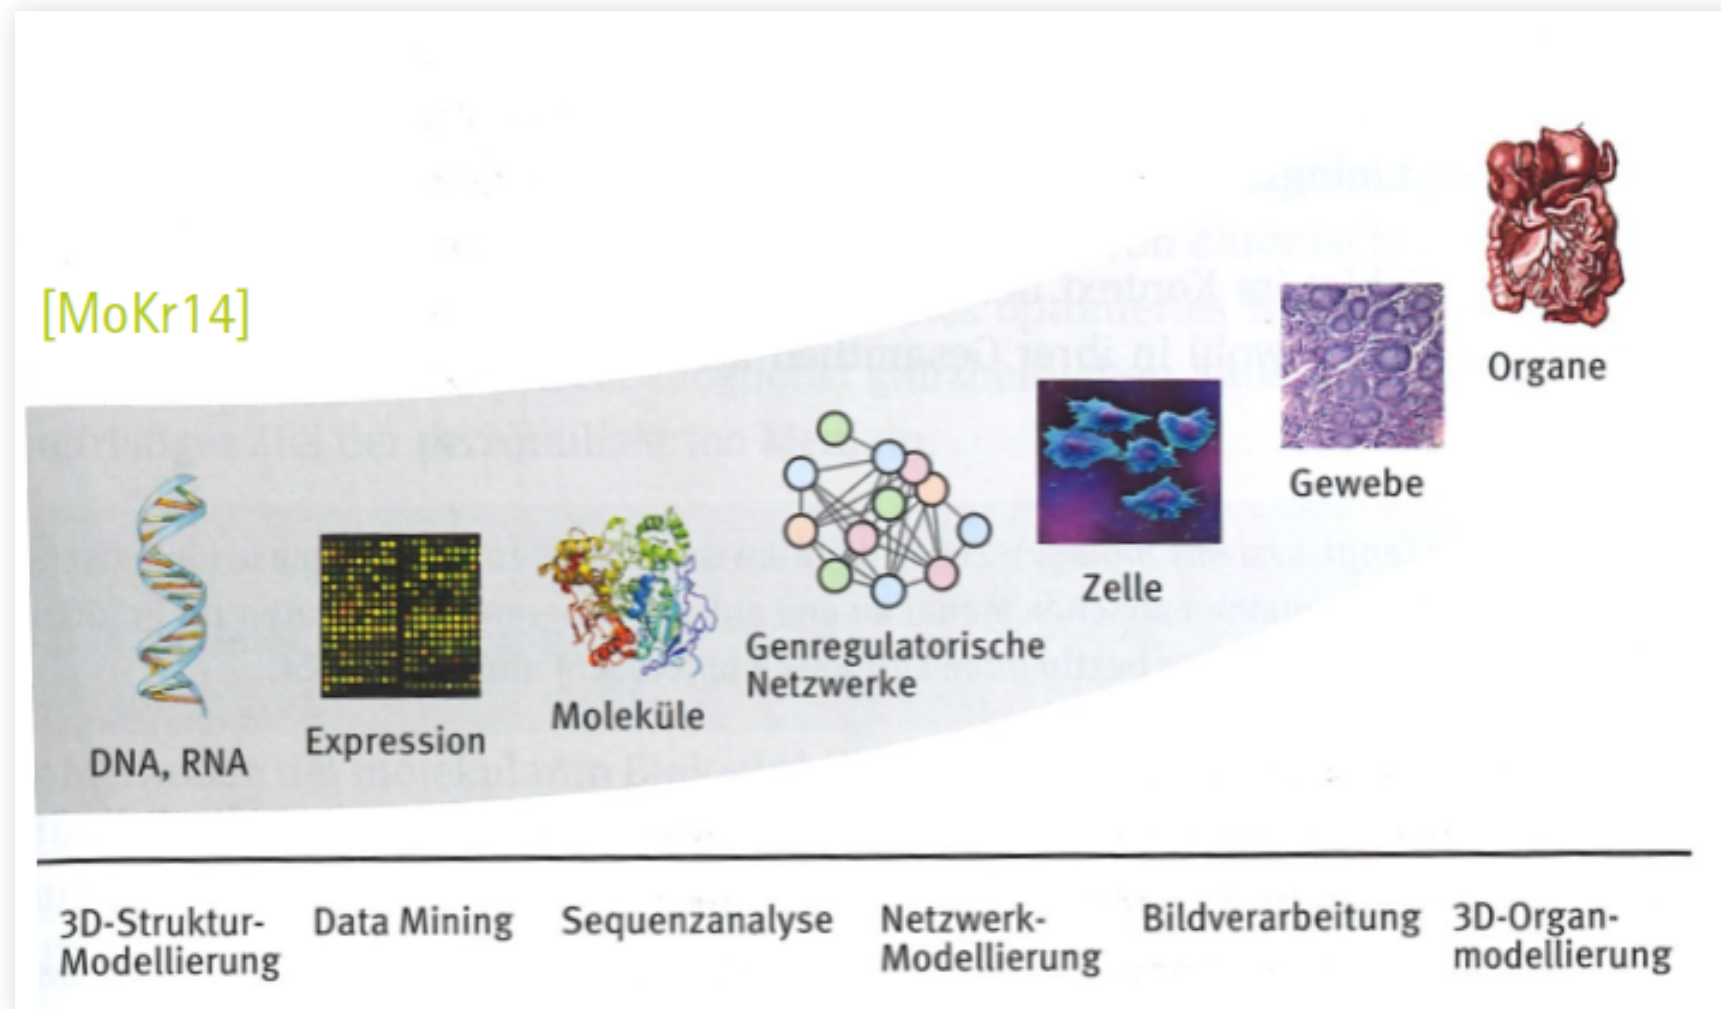 [MoKr14]
Organe
Gewebe
Zelle
Genregulatorische
Netzwerke
Moleküle
Expression
DNA, RNA
3D-Struktur-
Modellierung
Data Mining
Sequenzanalyse
Netzwerk-
Modellierung
Bildverarbeitung
3D-Organ-
modellierung